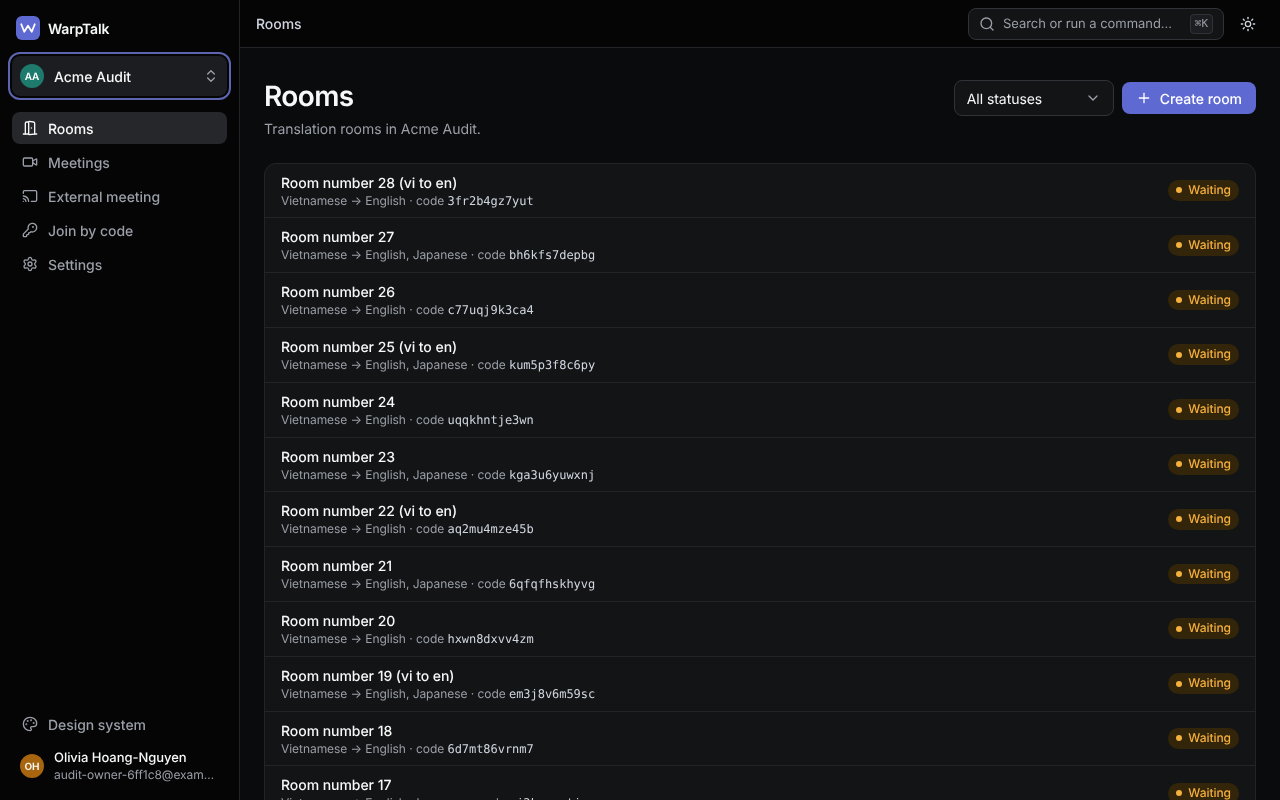 WarpTalk
Rooms
Search or run a command... ⌘K
AA Acme Audit
Rooms
Meetings
External meeting
Join by code
Settings
Rooms
Translation rooms in Acme Audit.
All statuses
+ Create room
Room number 28 (vi to en)
Vietnamese → English · code 3fr2b4gz7yut
Waiting
Room number 27
Vietnamese → English, Japanese · code bh6kfs7depbg
Waiting
Room number 26
Vietnamese → English · code c77uqj9k3ca4
Waiting
Room number 25 (vi to en)
Vietnamese → English, Japanese · code kum5p3f8c6py
Waiting
Room number 24
Vietnamese → English · code uqqkhntje3wn
Waiting
Room number 23
Vietnamese → English, Japanese · code kga3u6yuwxnj
Waiting
Room number 22 (vi to en)
Vietnamese → English · code aq2mu4mze45b
Waiting
Room number 21
Vietnamese → English, Japanese · code 6qfqfhskhyvg
Waiting
Room number 20
Vietnamese → English · code hxwn8dxvv4zm
Waiting
Room number 19 (vi to en)
Vietnamese → English, Japanese · code em3j8v6m59sc
Waiting
Room number 18
Vietnamese → English · code 6d7mt86vrnm7
Waiting
Room number 17
Waiting
Design system
OH Olivia Hoang-Nguyen
audit-owner-6ff1c8@exam...